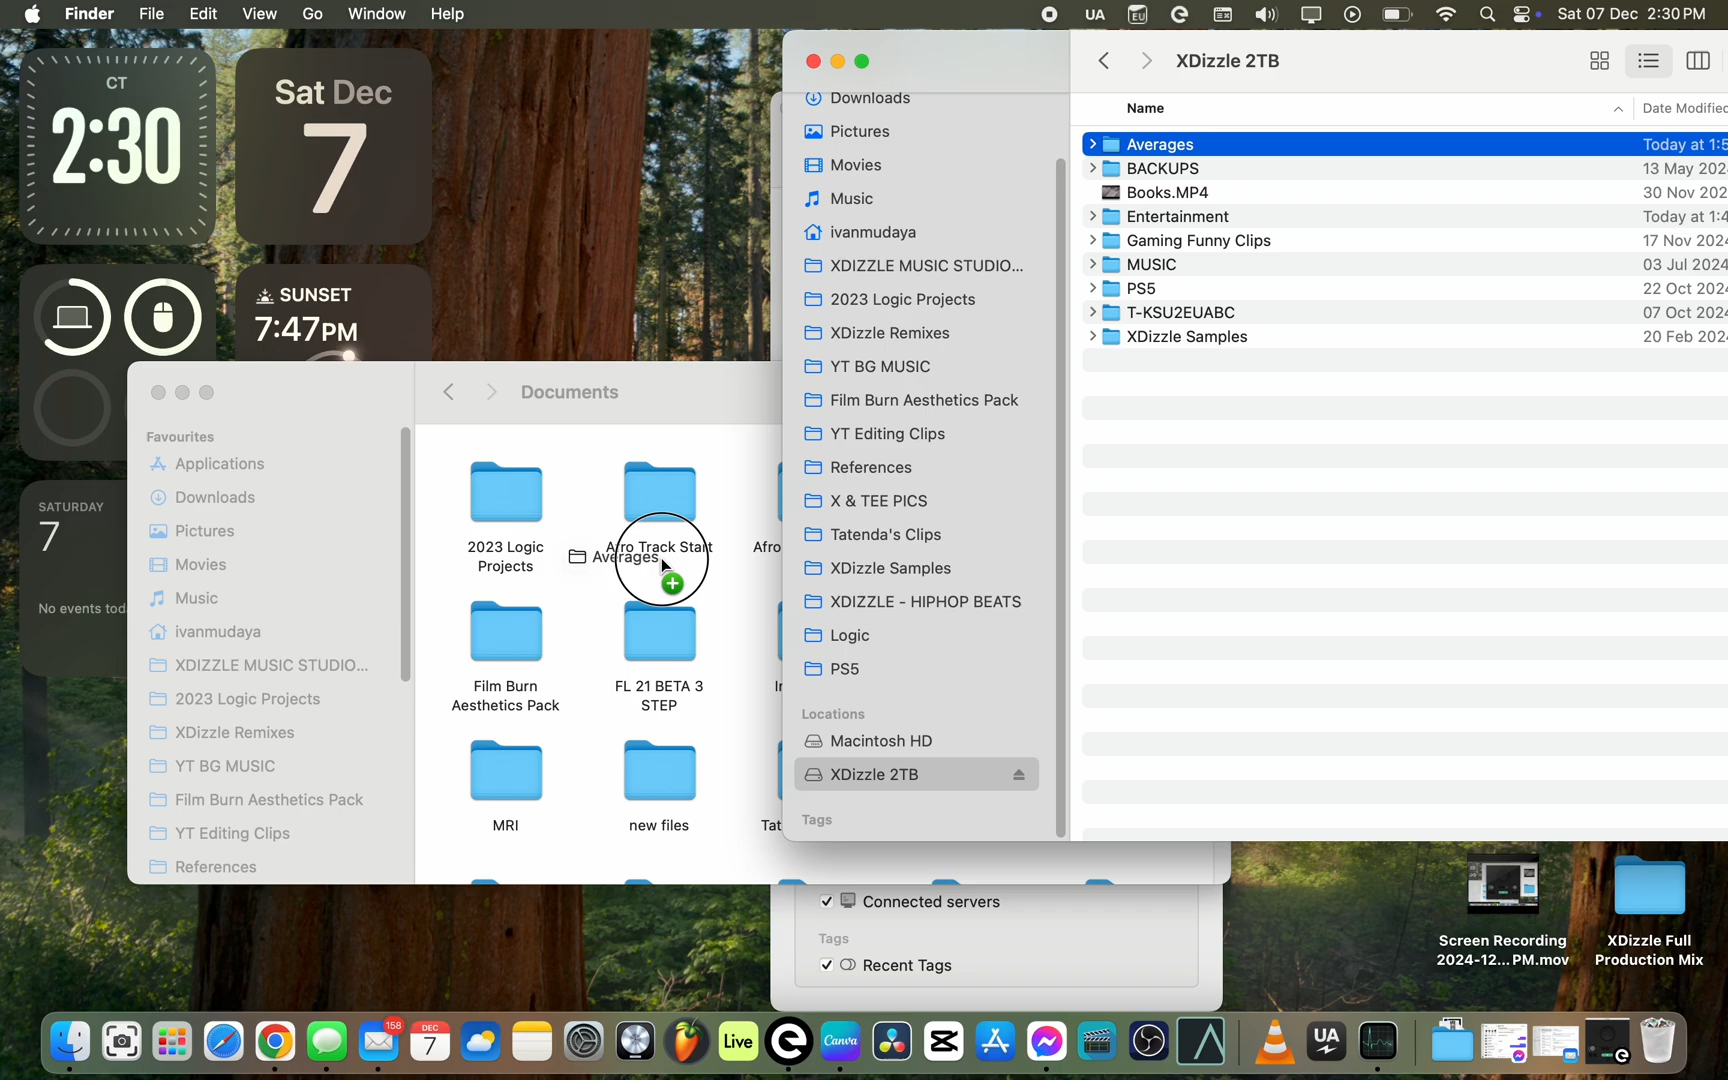 Finder File Edit View Go Window Help
UA EU Sat 07 Dec 2:30 PM
CT
2:30
Sat Dec
7
SUNSET
7:47PM
SATURDAY
7
No events tod
Documents
Favourites
Applications
Downloads
Pictures
Movies
Music
ivanmudaya
XDIZZLE MUSIC STUDIO...
2023 Logic Projects
XDizzle Remixes
YT BG MUSIC
Film Burn Aesthetics Pack
YT Editing Clips
References
2023 Logic
Projects
Afro Track Start
Afro
Averages
Film Burn
Aesthetics Pack
FL 21 BETA 3
STEP
MRI
new files
Tat
Downloads
Pictures
Movies
Music
ivanmudaya
XDIZZLE MUSIC STUDIO...
2023 Logic Projects
XDizzle Remixes
YT BG MUSIC
Film Burn Aesthetics Pack
YT Editing Clips
References
X & TEE PICS
Tatenda's Clips
XDizzle Samples
XDIZZLE - HIPHOP BEATS
Logic
PS5
Locations
Macintosh HD
XDizzle 2TB
Tags
XDizzle 2TB
Name Date Modified
Averages Today at 1:5
BACKUPS 13 May 202
Books.MP4 30 Nov 202
Entertainment Today at 1:4
Gaming Funny Clips 17 Nov 2024
MUSIC 03 Jul 2024
PS5 22 Oct 2024
T-KSU2EUABC 07 Oct 2024
XDizzle Samples 20 Feb 202
Connected servers
Tags
Recent Tags
Screen Recording
2024-12...PM.mov
XDizzle Full
Production Mix
158
DEC
7
Live
Canva
UA